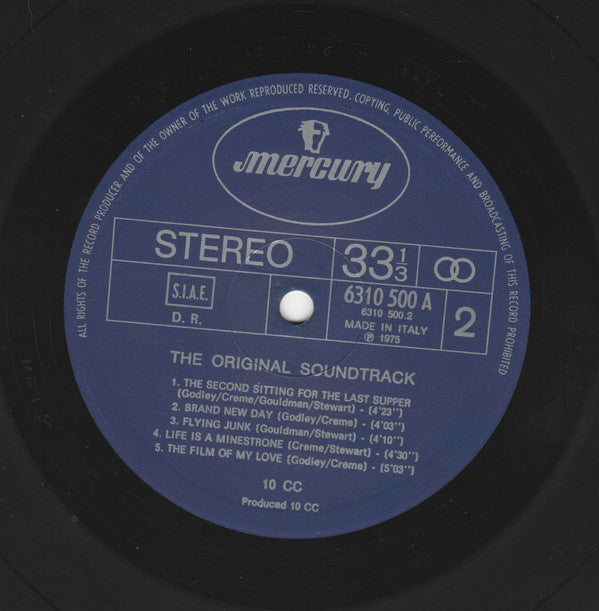 ALL RIGHTS OF THE RECORD PRODUCER AND OF THE OWNER OF THE WORK REPRODUCED RESERVED. COPYING, PUBLIC PERFORMANCE AND BROADCASTING OF THIS RECORD PROHIBITED
mercury
STEREO 33 1/3
S.I.A.E.
D. R.
6310 500 A
6310 500.2
MADE IN ITALY
℗ 1975
2
THE ORIGINAL SOUNDTRACK
1. THE SECOND SITTING FOR THE LAST SUPPER
(Godley/Creme/Gouldman/Stewart) - (4'23'')
2. BRAND NEW DAY (Godley/Creme) - (4'03'')
3. FLYING JUNK (Gouldman/Stewart) - (4'10'')
4. LIFE IS A MINESTRONE (Creme/Stewart) - (4'30'')
5. THE FILM OF MY LOVE (Godley/Creme) - (5'03'')
10 CC
Produced 10 CC